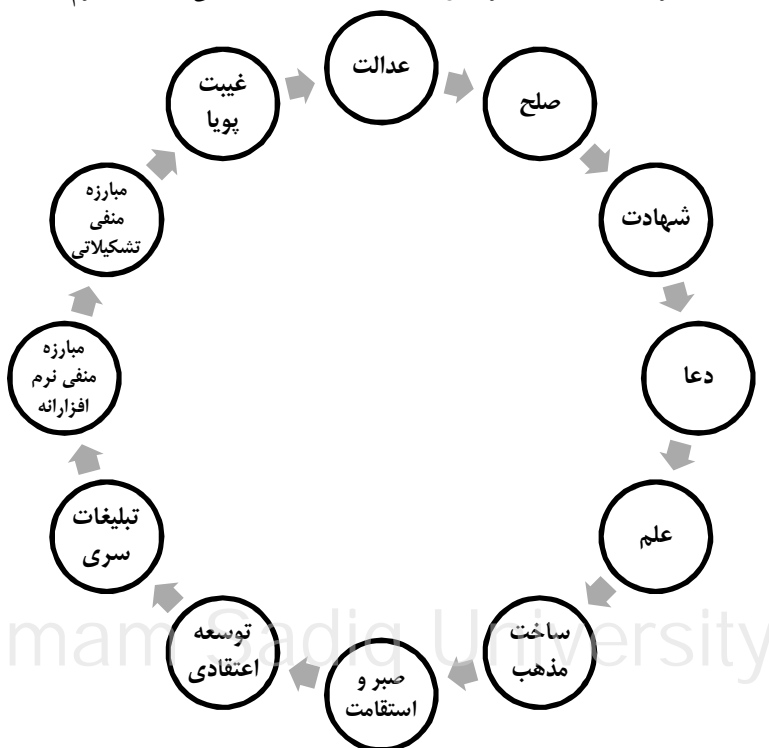 عدالت
صلح
شهادت
دعا
علم
ساخت
مذهب
صبر و
استقامت
توسعه
اعتقادی
تبلیغات
سری
مبارزه
منفی نرم
افزارانه
مبارزه
منفی
تشکیلاتی
غیبت
پویا
mam Sadiq University